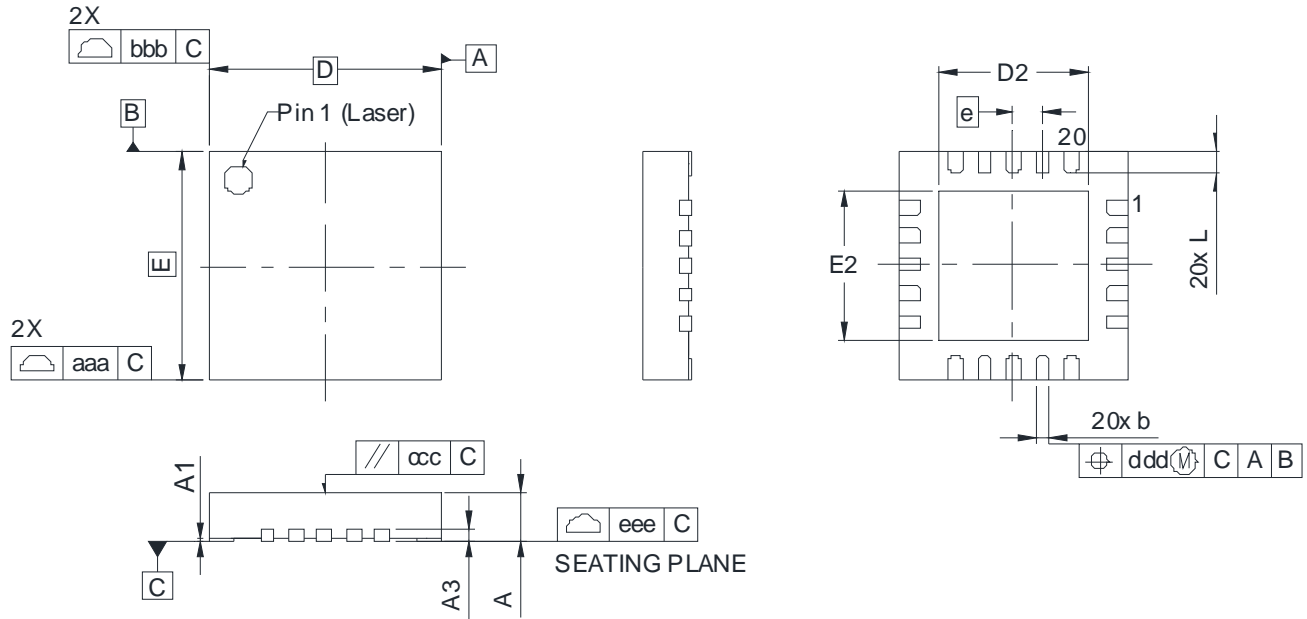 2X
bbb C
D
A
B
Pin 1 (Laser)
E
2X
aaa C
D2
e
20
1
E2
20x L
20x b
ddd M C A B
// ccc C
A1
eee C
SEATING PLANE
A3
A
C